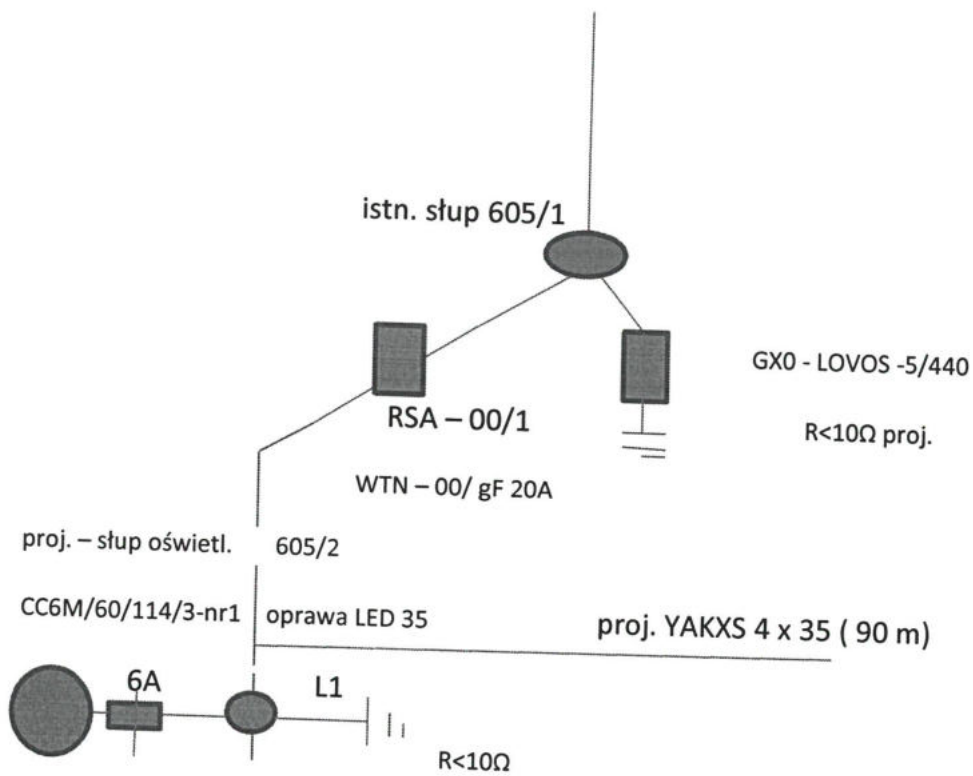 istn. słup 605/1
GX0 - LOVOS -5/440
RSA – 00/1
R<10Ω proj.
WTN – 00/ gF 20A
proj. – słup oświetl. 605/2
CC6M/60/114/3-nr1 oprawa LED 35
proj. YAKXS 4 x 35 ( 90 m)
6A L1
R<10Ω